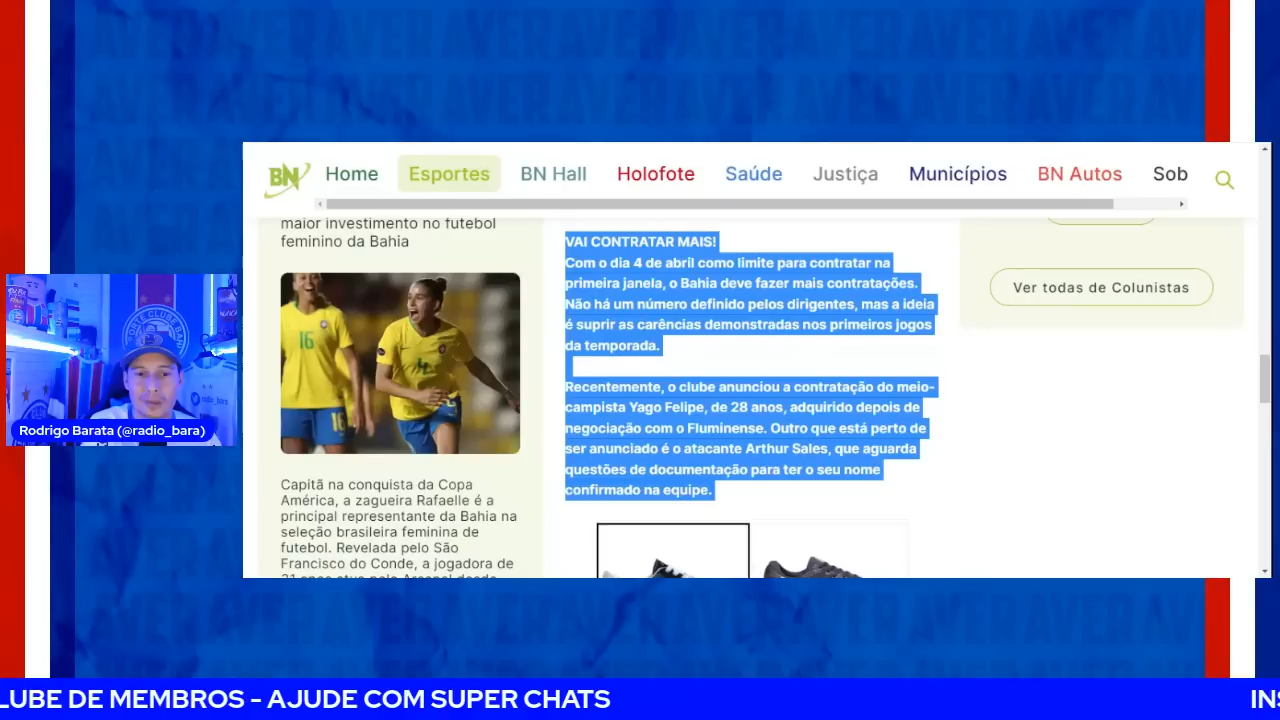 BN
Home
Esportes
BN Hall
Holofote
Saúde
Justiça
Municípios
BN Autos
Sob
maior investimento no futebol
feminino da Bahia
16
4
Capitã na conquista da Copa
América, a zagueira Rafaelle é a
principal representante da Bahia na
seleção brasileira feminina de
futebol. Revelada pelo São
Francisco do Conde, a jogadora de
VAI CONTRATAR MAIS!
Com o dia 4 de abril como limite para contratar na
primeira janela, o Bahia deve fazer mais contratações.
Não há um número definido pelos dirigentes, mas a ideia
é suprir as carências demonstradas nos primeiros jogos
da temporada.
Recentemente, o clube anunciou a contratação do meio-
campista Yago Felipe, de 28 anos, adquirido depois de
negociação com o Fluminense. Outro que está perto de
ser anunciado é o atacante Arthur Sales, que aguarda
questões de documentação para ter o seu nome
confirmado na equipe.
Ver todas de Colunistas
Rodrigo Barata (@radio_bara)
LUBE DE MEMBROS - AJUDE COM SUPER CHATS
INS